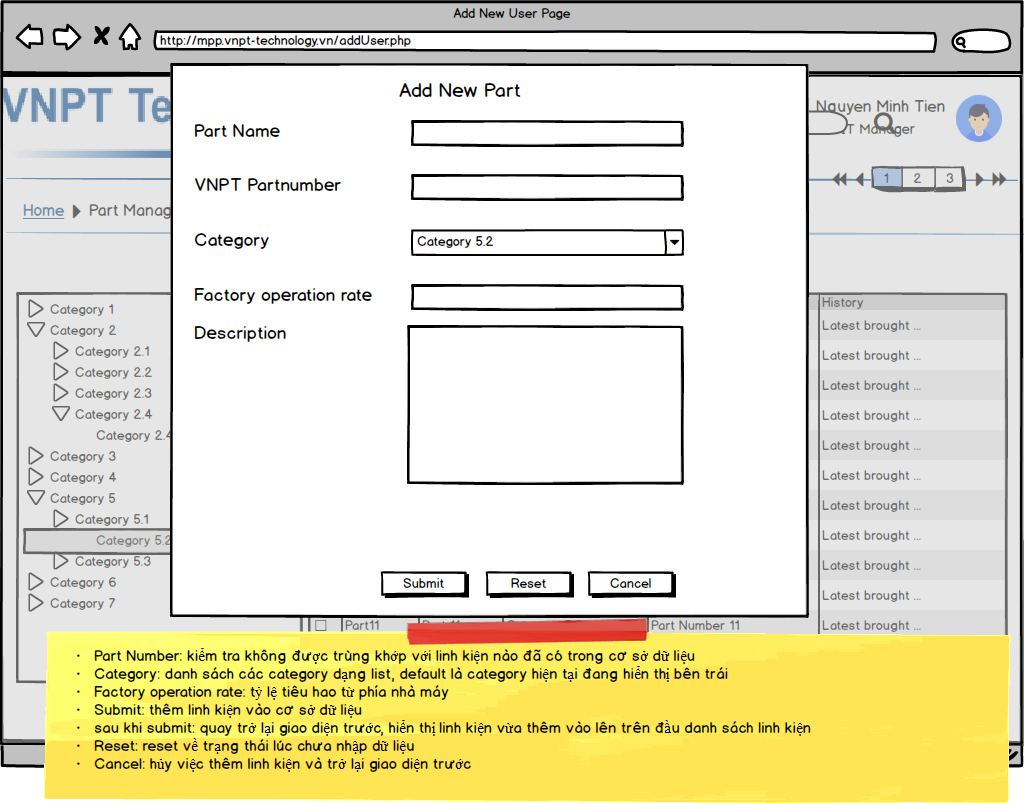 Add New User Page
http://mpp.vnpt-technology.vn/addUser.php
VNPT Te
Nguyen Minh Tien
Manager
1 2 3
Home Part Manag
Add New Part
Part Name
VNPT Partnumber
Category
Category 5.2
Factory operation rate
Description
Submit Reset Cancel
Category 1
Category 2
Category 2.1
Category 2.2
Category 2.3
Category 2.4
Category 2.4
Category 3
Category 4
Category 5
Category 5.1
Category 5.2
Category 5.3
Category 6
Category 7
History
Latest brought ...
Latest brought ...
Latest brought ...
Latest brought ...
Latest brought ...
Latest brought ...
Latest brought ...
Latest brought ...
Latest brought ...
Latest brought ...
Latest brought ...
Part11 Part Number 11
· Part Number: kiểm tra không được trùng khớp với linh kiện nào đã có trong cơ sở dữ liệu
· Category: danh sách các category dạng list, default là category hiện tại đang hiển thị bên trái
· Factory operation rate: tỷ lệ tiêu hao từ phía nhà máy
· Submit: thêm linh kiện vào cơ sở dữ liệu
· sau khi submit: quay trở lại giao diện trước, hiển thị linh kiện vừa thêm vào lên trên đầu danh sách linh kiện
· Reset: reset về trạng thái lúc chưa nhập dữ liệu
· Cancel: hủy việc thêm linh kiện và trở lại giao diện trước